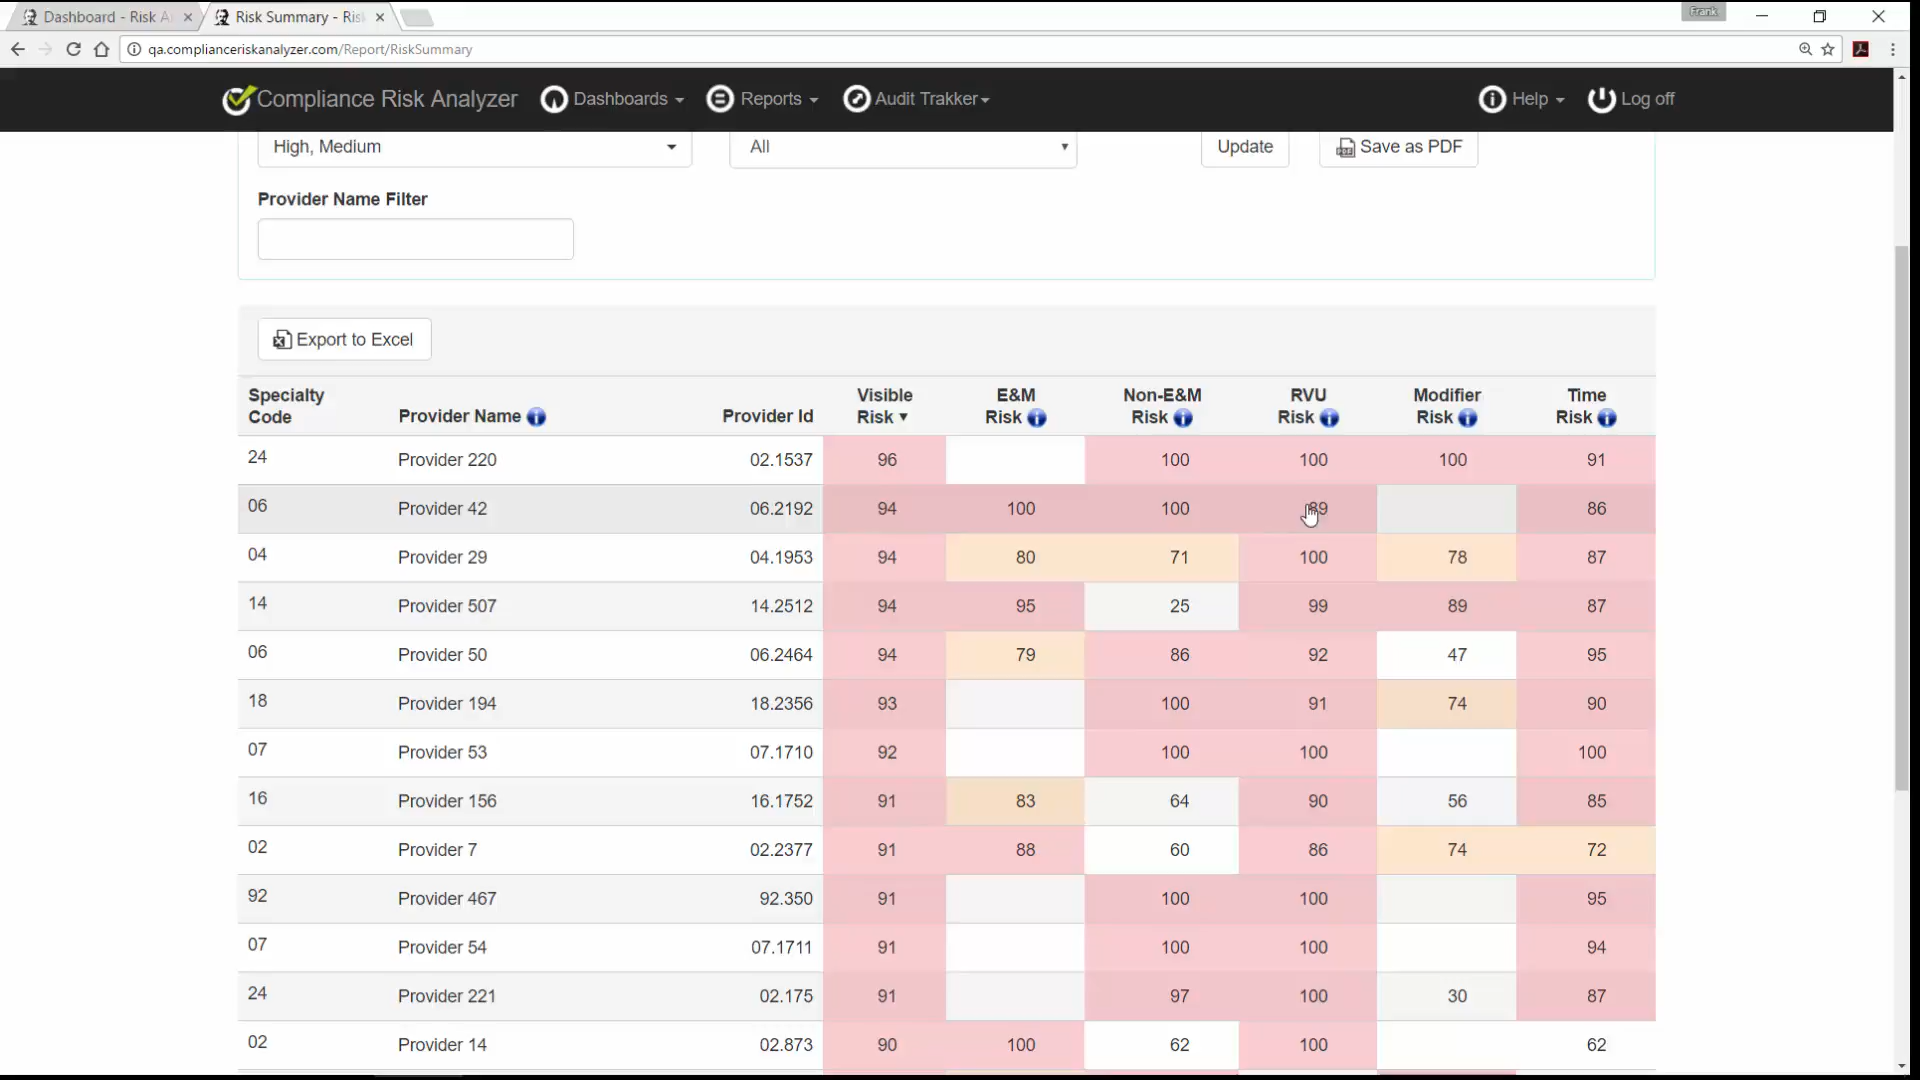 Dashboard - Risk A
Risk Summary - Ris
Frank
qa.complianceriskanalyzer.com/Report/RiskSummary
Compliance Risk Analyzer Dashboards Reports Audit Trakker Help Log off
High, Medium All Update Save as PDF
Provider Name Filter
Export to Excel
Specialty Code Provider Name Provider Id Visible Risk E&M Risk Non-E&M Risk RVU Risk Modifier Risk Time Risk
24 Provider 220 02.1537 96 100 100 100 91
06 Provider 42 06.2192 94 100 100 89 86
04 Provider 29 04.1953 94 80 71 100 78 87
14 Provider 507 14.2512 94 95 25 99 89 87
06 Provider 50 06.2464 94 79 86 92 47 95
18 Provider 194 18.2356 93 100 91 74 90
07 Provider 53 07.1710 92 100 100 100
16 Provider 156 16.1752 91 83 64 90 56 85
02 Provider 7 02.2377 91 88 60 86 74 72
92 Provider 467 92.350 91 100 100 95
07 Provider 54 07.1711 91 100 100 94
24 Provider 221 02.175 91 97 100 30 87
02 Provider 14 02.873 90 100 62 100 62